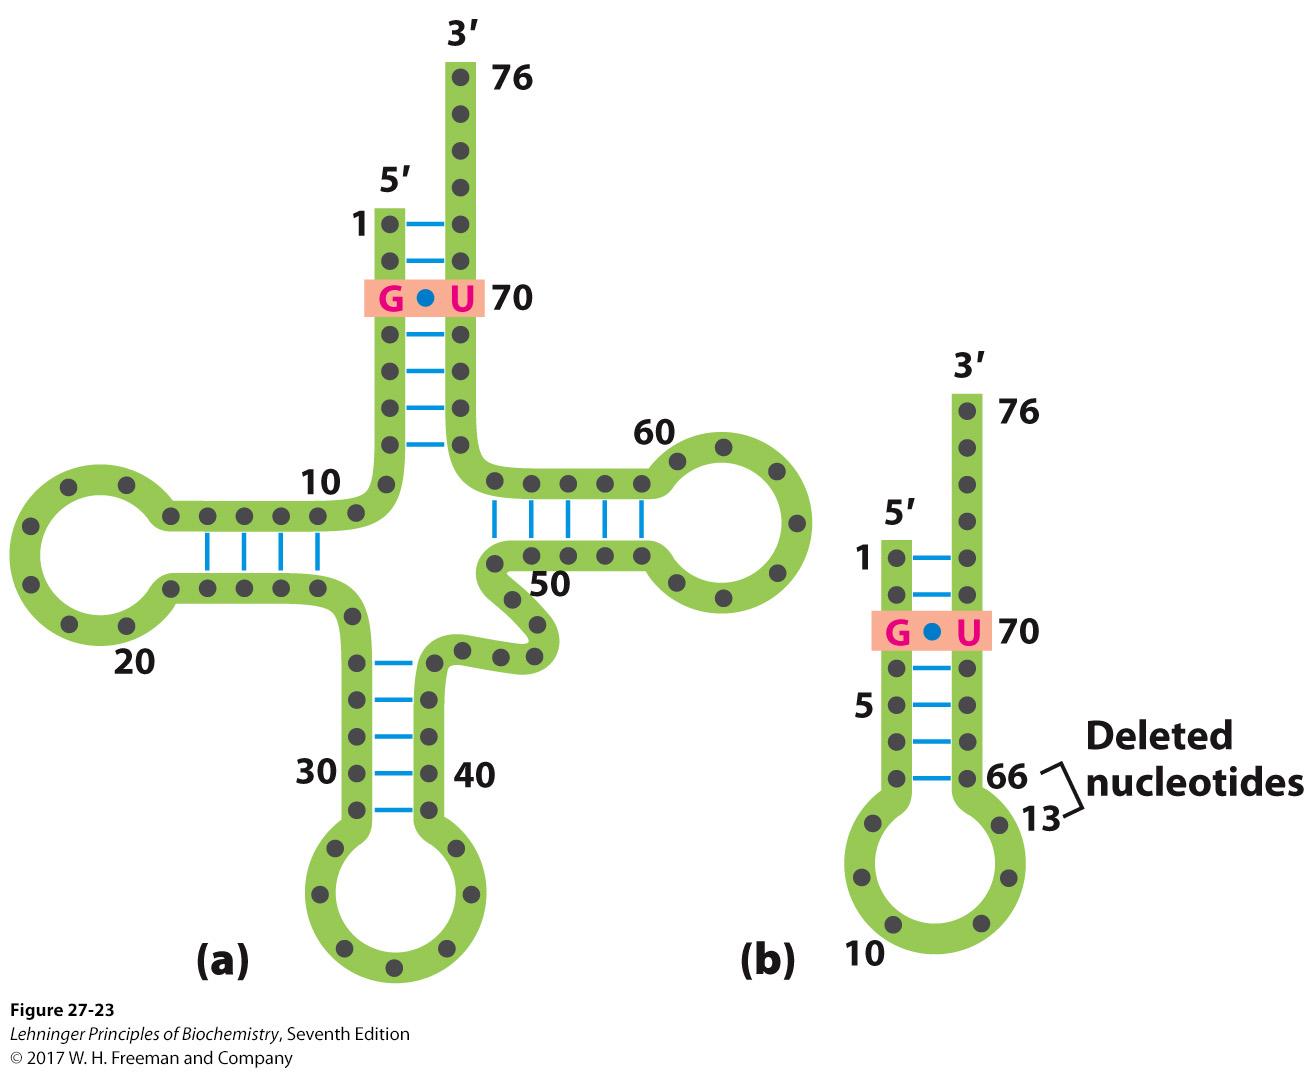 3′
76
5′
1
G U 70
10
60
50
20
30
40
(a)
3′
76
5′
1
G U 70
5
66
13
Deleted
nucleotides
10
(b)
Figure 27-23
Lehninger Principles of Biochemistry, Seventh Edition
© 2017 W. H. Freeman and Company